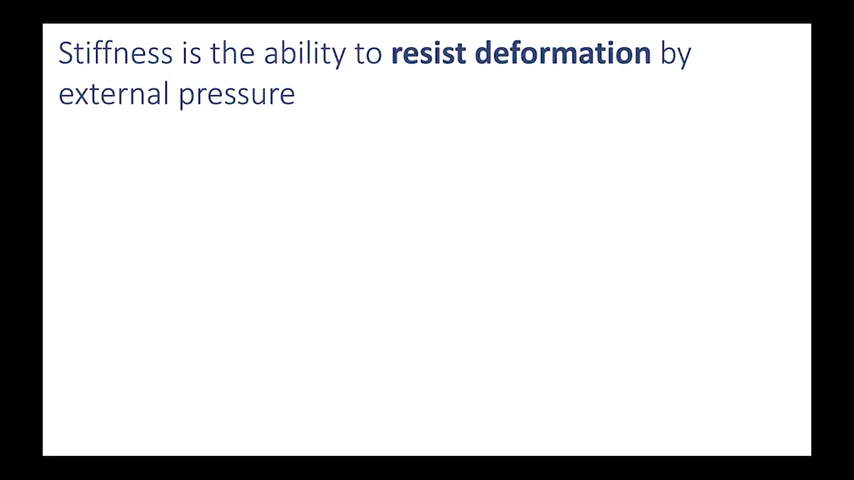 Stiffness is the ability to resist deformation by
external pressure